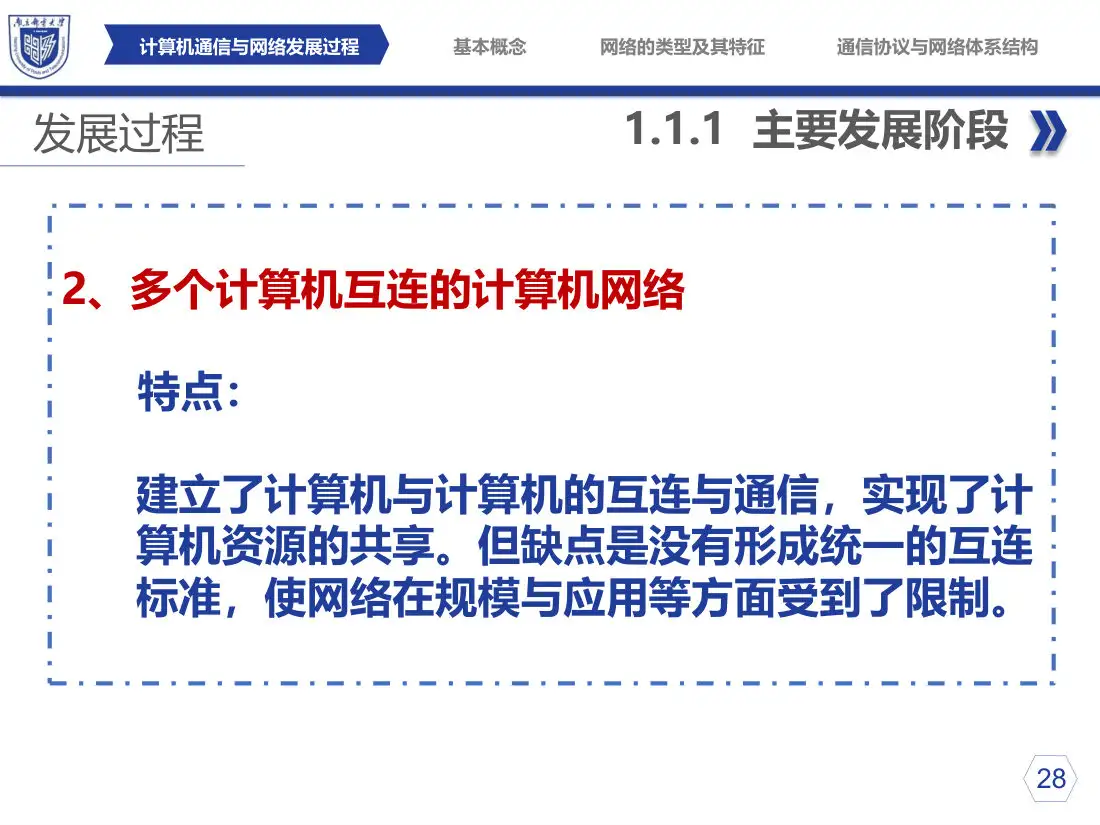 南京邮电大学
计算机通信与网络发展过程
基本概念
网络的类型及其特征
通信协议与网络体系结构
发展过程
1.1.1 主要发展阶段
2、多个计算机互连的计算机网络
特点：
建立了计算机与计算机的互连与通信，实现了计
算机资源的共享。但缺点是没有形成统一的互连
标准，使网络在规模与应用等方面受到了限制。
28